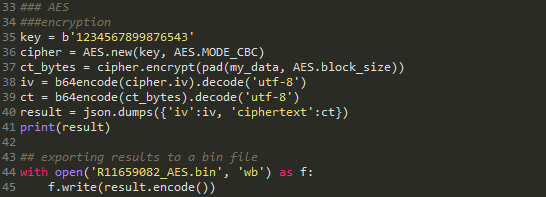 33 ### AES
34 ###encryption
35 key = b'1234567899876543'
36 cipher = AES.new(key, AES.MODE_CBC)
37 ct_bytes = cipher.encrypt(pad(my_data, AES.block_size))
38 iv = b64encode(cipher.iv).decode('utf-8')
39 ct = b64encode(ct_bytes).decode('utf-8')
40 result = json.dumps({'iv':iv, 'ciphertext':ct})
41 print(result)
42
43 ## exporting results to a bin file
44 with open('R11659082_AES.bin', 'wb') as f:
45     f.write(result.encode())